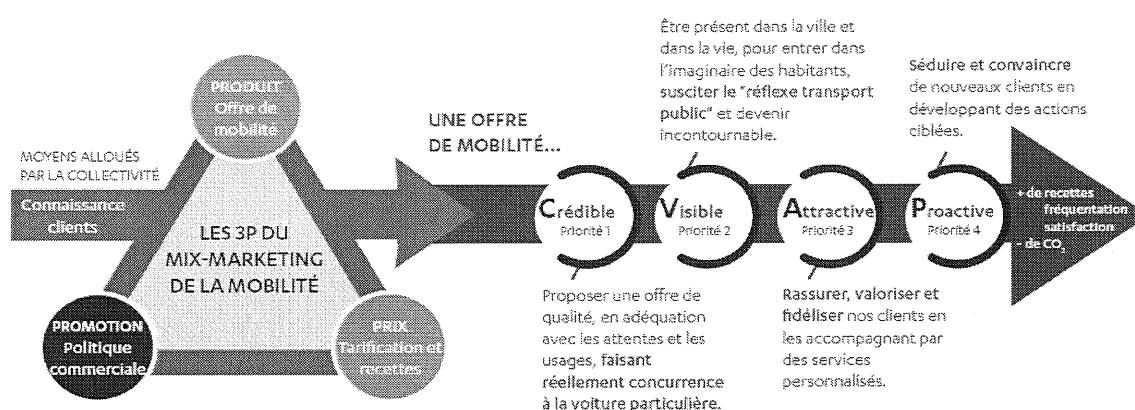 MOYENS ALLOUÉS
PAR LA COLLECTIVITÉ
Connaissance
clients
PRODUIT
Offre de
mobilité
LES 3P DU
MIX-MARKETING
DE LA MOBILITÉ
PROMOTION
Politique
commerciale
PRIX
Tarification et
recettes
UNE OFFRE
DE MOBILITÉ...
Crédible
Priorité 1
Proposer une offre de
qualité, en adéquation
avec les attentes et les
usages, faisant
réellement concurrence
à la voiture particulière.
Être présent dans la ville et
dans la vie, pour entrer dans
l'imaginaire des habitants,
susciter le "réflexe transport
public" et devenir
incontournable.
Visible
Priorité 2
Attractive
Priorité 3
Rassurer, valoriser et
fidéliser nos clients en
les accompagnant par
des services
personnalisés.
Séduire et convaincre
de nouveaux clients en
développant des actions
ciblées.
Proactive
Priorité 4
+ de recettes
fréquentation
satisfaction
- de CO₂